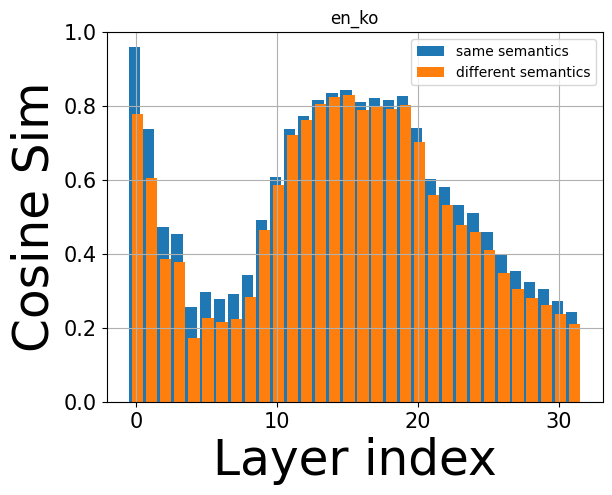 en_ko
same semantics
different semantics
Cosine Sim
1.0
0.8
0.6
0.4
0.2
0.0
0 10 20 30
Layer index